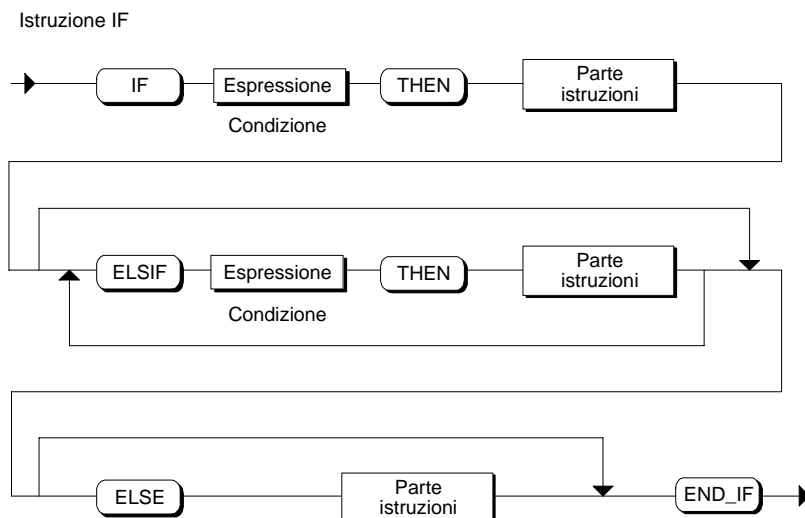 Istruzione IF
IF Espressione THEN Parte
istruzioni
Condizione
ELSIF Espressione THEN Parte
istruzioni
Condizione
ELSE Parte
istruzioni END_IF